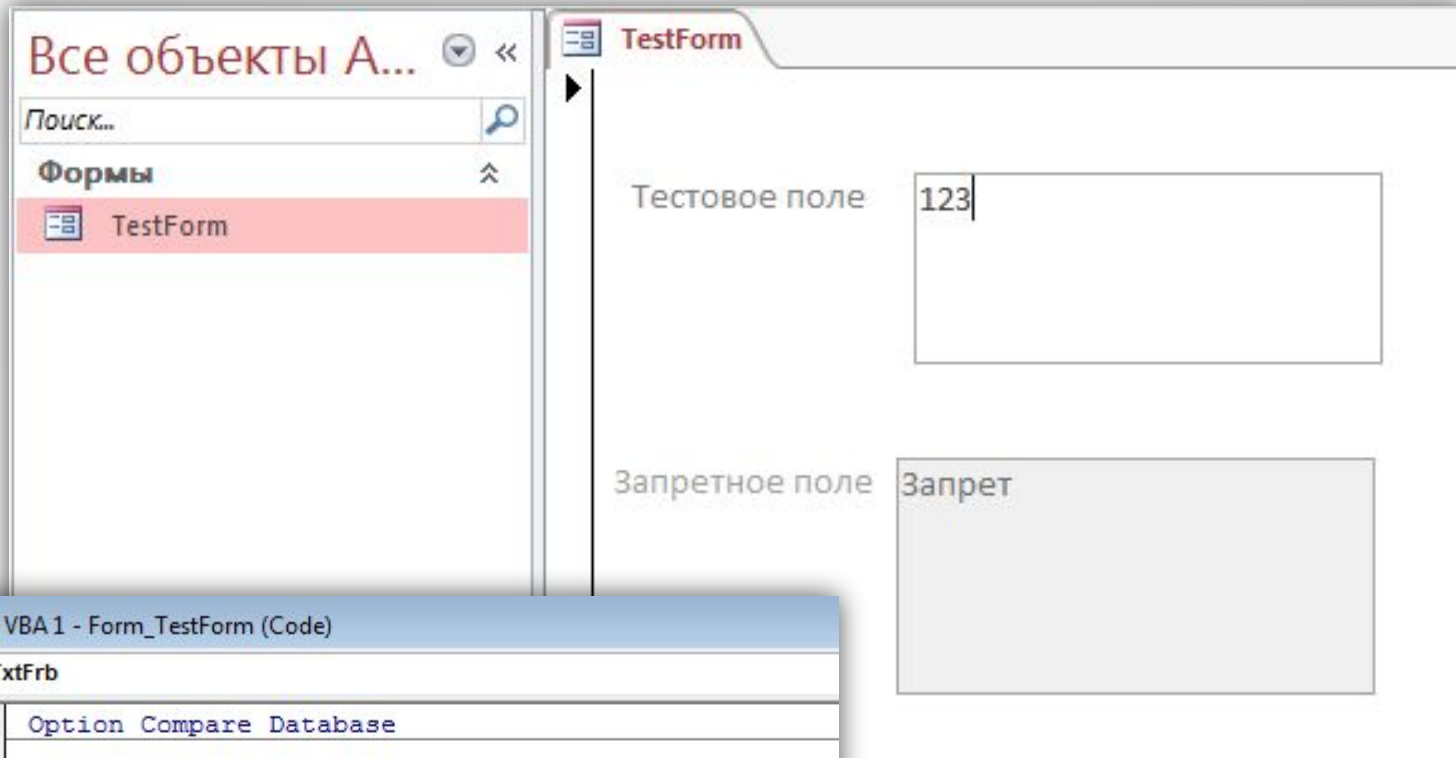 Все объекты A...
Поиск...
Формы
TestForm
TestForm
Тестовое поле 123
Запретное поле Запрет
VBA 1 - Form_TestForm (Code)
xtFrb
Option Compare Database